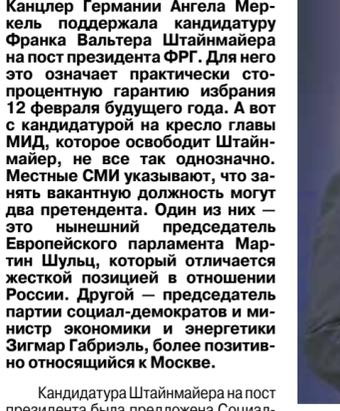 Канцлер Германии Ангела Мер-
кель поддержала кандидатуру
Франка Вальтера Штайнмайера
на пост президента ФРГ. Для него
это означает практически сто-
процентную гарантию избрания
12 февраля будущего года. А вот
с кандидатурой на кресло главы
МИД, которое освободит Штайн-
майер, не все так однозначно.
Местные СМИ указывают, что за-
нять вакантную должность могут
два претендента. Один из них —
это нынешний председатель
Европейского парламента Мар-
тин Шульц, который отличается
жесткой позицией в отношении
России. Другой — председатель
партии социал-демократов и ми-
нистр экономики и энергетики
Зигмар Габриэль, более позитив-
но относящийся к Москве.
Кандидатура Штайнмайера на пост
президента была предложена Социал-